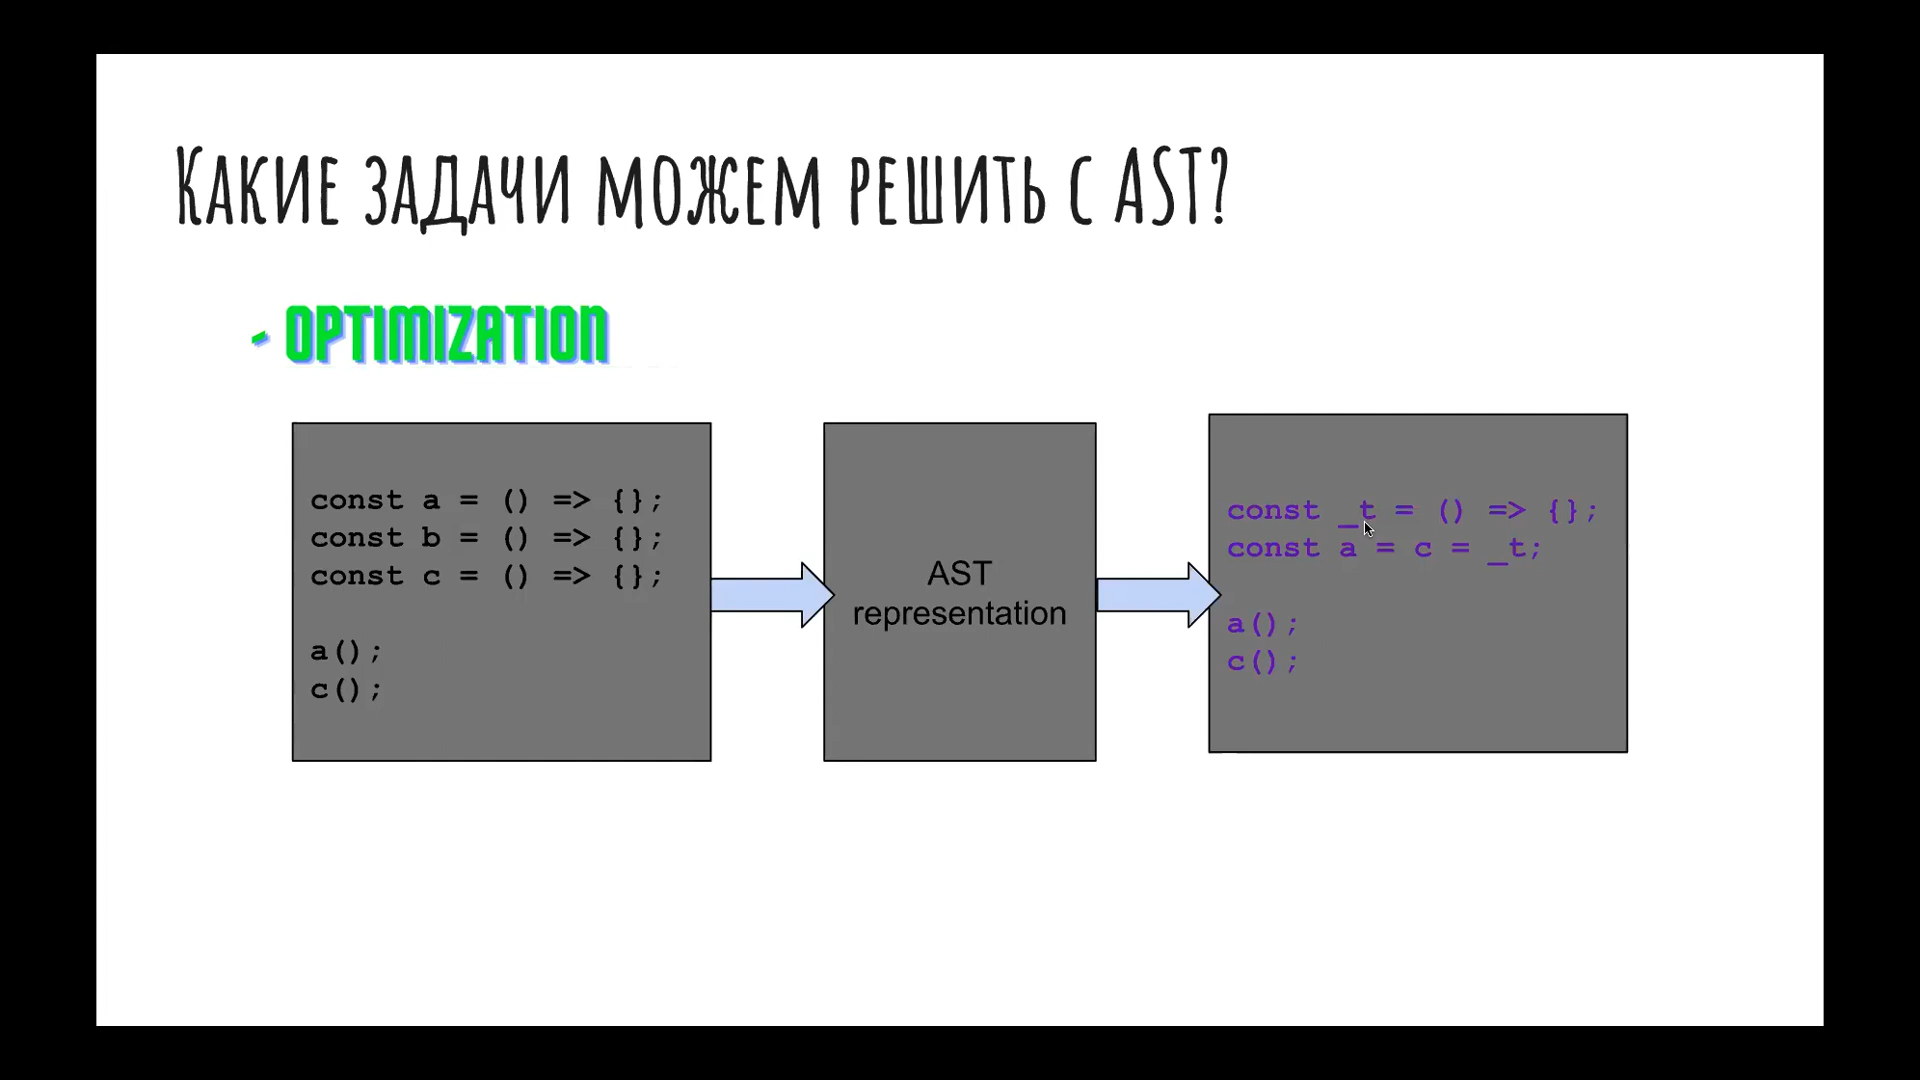 Какие задачи можем решить с AST?
- OPTIMIZATION
const a = () => {};
const b = () => {};
const c = () => {};
a();
c();
AST
representation
const _t = () => {};
const a = c = _t;
a();
c();